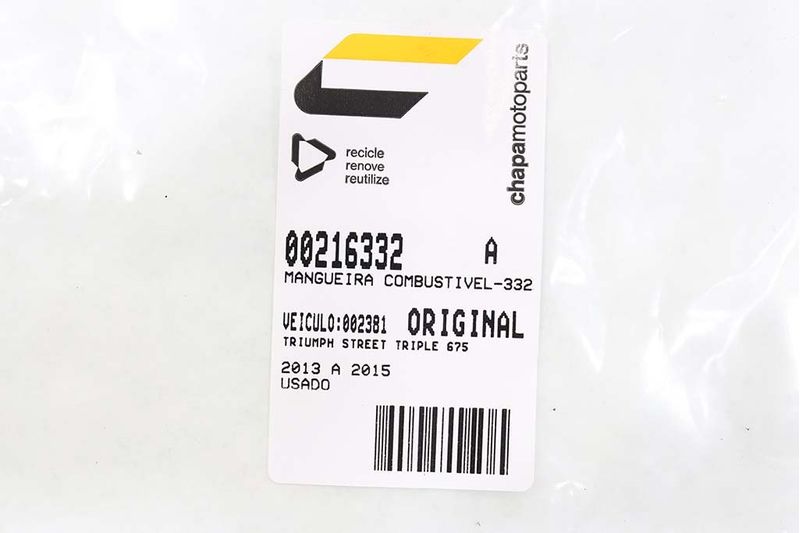 chapamotoparts
recicle
renove
reutilize
00216332 A
MANGUEIRA COMBUSTIVEL-332
VEICULO:002381 ORIGINAL
TRIUMPH STREET TRIPLE 675
2013 A 2015
USADO